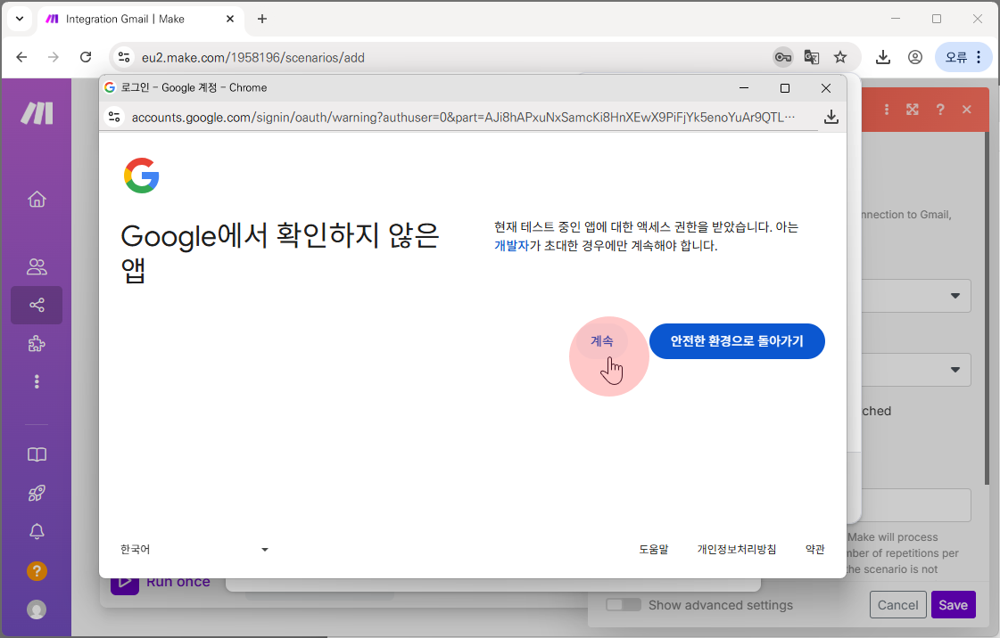 Integration Gmail | Make
eu2.make.com/1958196/scenarios/add
오류
로그인 - Google 계정 - Chrome
accounts.google.com/signin/oauth/warning?authuser=0&part=AJi8hAPxuNxSamcKi8HnXEwX9PiFjYk5enoYuAr9QTL…
Google에서 확인하지 않은
앱
현재 테스트 중인 앱에 대한 액세스 권한을 받았습니다. 아는
개발자가 초대한 경우에만 계속해야 합니다.
계속
안전한 환경으로 돌아가기
한국어
도움말
개인정보처리방침
약관
nnection to Gmail,
ched
Make will process
mber of repetitions per
the scenario is not
Run once
Show advanced settings
Cancel
Save